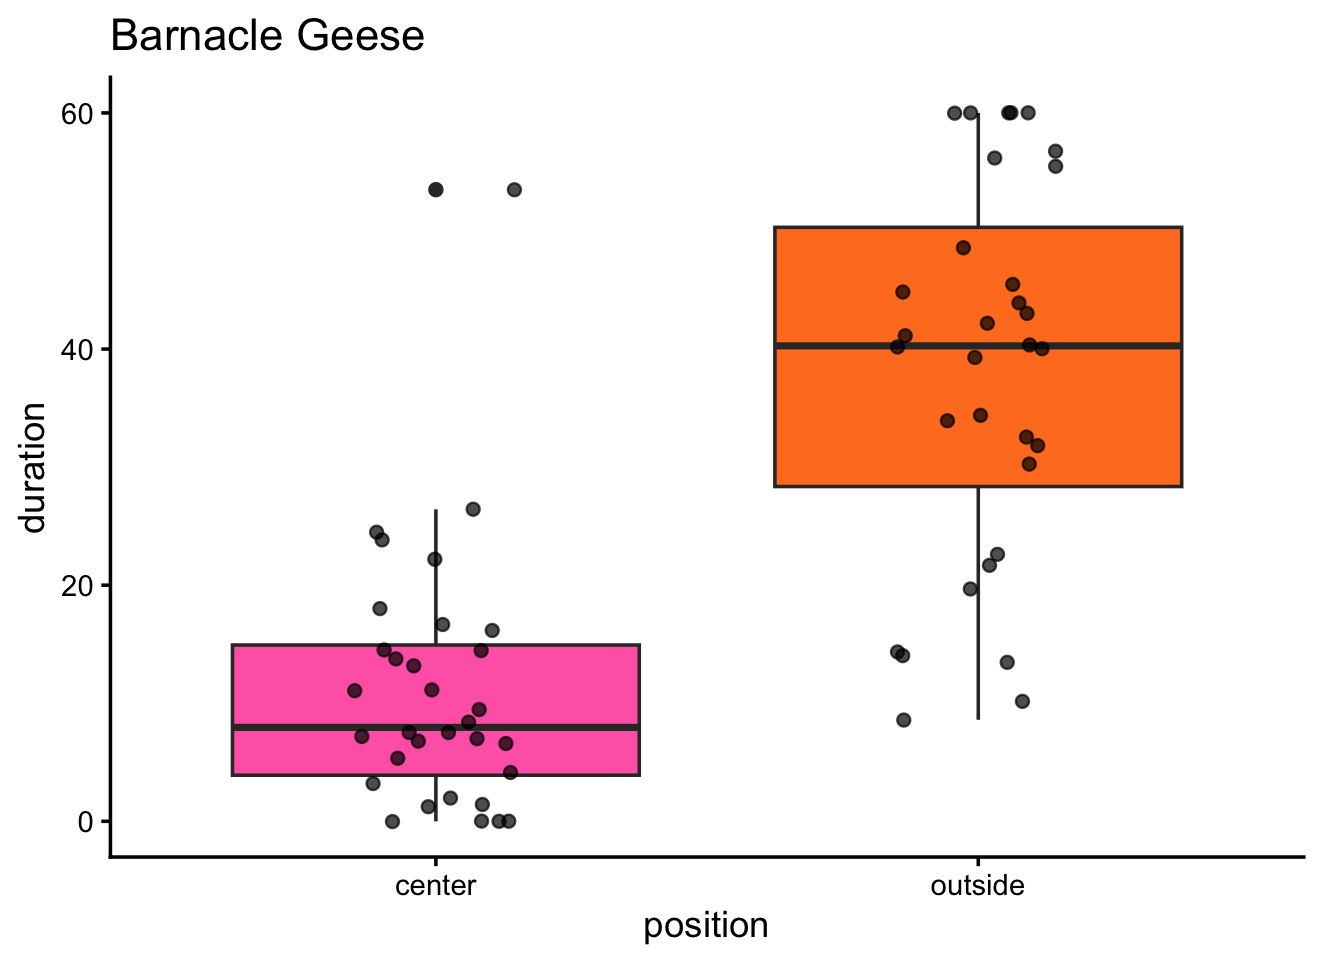 Barnacle Geese
60
40
20
0
duration
center outside
position